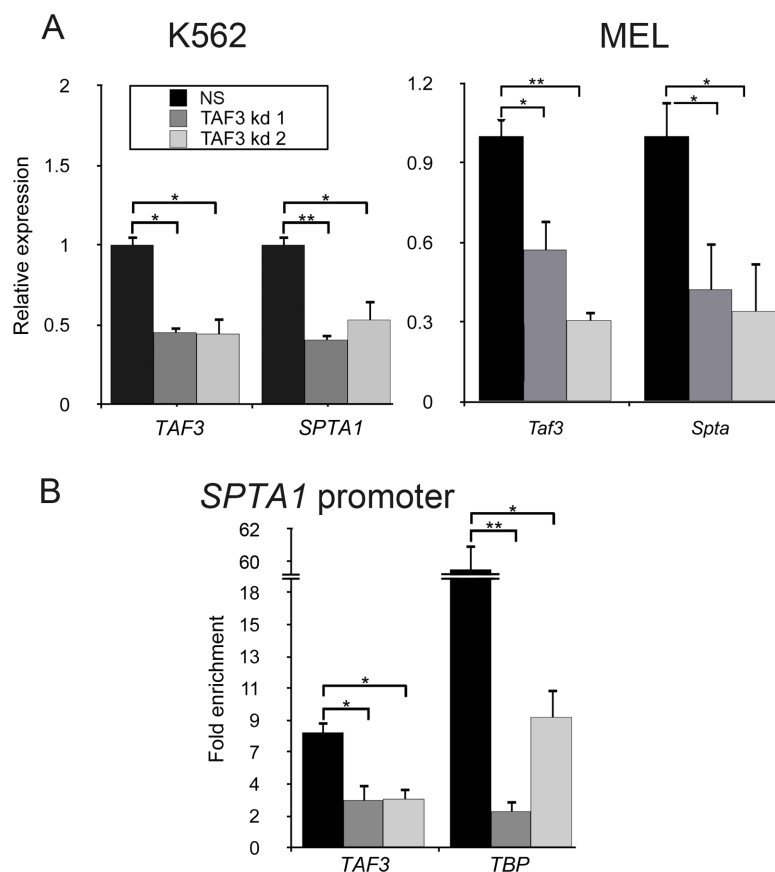 A
K562
MEL
2
1.5
1
0.5
0
Relative expression
NS
TAF3 kd 1
TAF3 kd 2
*
*
**
*
TAF3
SPTA1
1.2
0.9
0.6
0.3
0
**
*
*
*
Taf3
Spta
B
SPTA1 promoter
62
60
18
15
13
11
9
7
4
2
0
Fold enrichment
*
*
*
**
TAF3
TBP